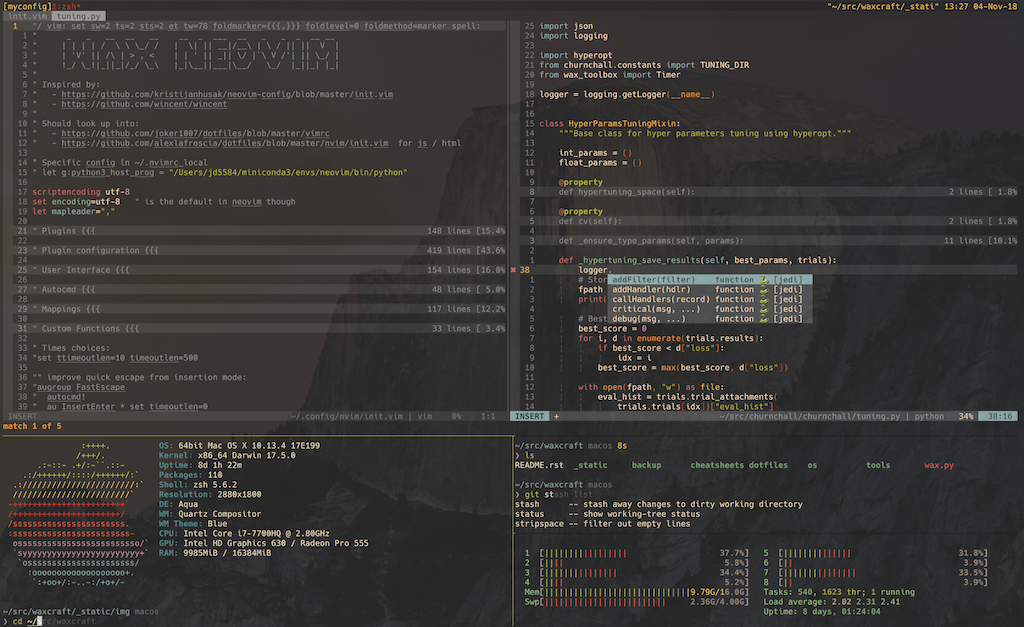 [myconfig]1:zsh*
"~/src/waxcraft/_stati" 13:27 04-Nov-18
init.vim tuning.py
1 "/ vim: set sw=2 ts=2 sts=2 et tw=78 foldmarker={{{,}}} foldlevel=0 foldmethod=marker spell:
1 "
2 "
3 " WAX NEOVIM
4 "
5 "
6 " Inspired by:
7 " - https://github.com/kristijanhusak/neovim-config/blob/master/init.vim
8 " - https://github.com/wincent/wincent
9 "
10 " Should look up into:
11 " - https://github.com/joker1007/dotfiles/blob/master/vimrc
12 " - https://github.com/alexlafroscia/dotfiles/blob/master/nvim/init.vim for js / html
13
14 " Specific config in ~/.nvimrc_local
15 " let g:python3_host_prog = "/Users/jd5584/miniconda3/envs/neovim/bin/python"
16
17 scriptencoding utf-8
18 set encoding=utf-8 " is the default in neovim though
19 let mapleader=","
20
21 " Plugins {{{ 148 lines [15.4%
22
23 " Plugin configuration {{{ 419 lines [43.6%
24
25 " User Interface {{{ 154 lines [16.0%
26
27 " Autocmd {{{ 48 lines [ 5.0%
28
29 " Mappings {{{ 117 lines [12.2%
30
31 " Custom Functions {{{ 33 lines [ 3.4%
32
33 " Times choices:
34 "set ttimeoutlen=10 timeoutlen=500
35
36 "" improve quick escape from insertion mode:
37 "augroup FastEscape
38 " autocmd!
39 " au InsertEnter * set timeoutlen=0
INSERT ~/.config/nvim/init.vim | vim 0% 1:1
match 1 of 5
25 import json
24 import logging
23
22 import hyperopt
21 from churnchall.constants import TUNING_DIR
20 from wax_toolbox import Timer
19
18 logger = logging.getLogger(__name__)
17
16
15 class HyperParamsTuningMixin:
14 """Base class for hyper parameters tuning using hyperopt."""
13
12 int_params = ()
11 float_params = ()
10
9 @property
8 def hypertuning_space(self): 2 lines [ 1.8%
7
6 @property
5 def cv(self): 2 lines [ 1.8%
4
3 def _ensure_type_params(self, params): 11 lines [10.1%
2
1 def _hypertuning_save_results(self, best_params, trials):
38 logger.
1 # Stor addFilter(filter) function [jedi]
2 fpath addHandler(hdlr) function [jedi]
3 print( callHandlers(record) function [jedi]
4 critical(msg, ...) function [jedi]
5 # Best debug(msg, ...) function [jedi]
6 best_score = 0
7 for i, d in enumerate(trials.results):
8 if best_score < d["loss"]:
9 idx = i
10 best_score = max(best_score, d["loss"])
11
12 with open(fpath, "w") as file:
13 eval_hist = trials.trial_attachments(
14 trials.trials[idx])["eval_hist"]
INSERT + ~/src/churnchall/churnchall/tuning.py | python 34% 38:16
OS: 64bit Mac OS X 10.13.4 17E199
Kernel: x86_64 Darwin 17.5.0
Uptime: 8d 1h 22m
Packages: 110
Shell: zsh 5.6.2
Resolution: 2880x1800
DE: Aqua
WM: Quartz Compositor
WM Theme: Blue
CPU: Intel Core i7-7700HQ @ 2.80GHz
GPU: Intel HD Graphics 630 / Radeon Pro 555
RAM: 9985MiB / 16384MiB
~/src/waxcraft/_static/img macos
❯ cd ~/src/waxcraft
~/src/waxcraft macos 8s
❯ ls
README.rst _static backup cheatsheets dotfiles os tools wax.py
~/src/waxcraft macos
❯ git stash list
stash -- stash away changes to dirty working directory
status -- show working-tree status
stripspace -- filter out empty lines
1 [ 37.7%] 5 [ 31.8%]
2 [ 5.8%] 6 [ 3.9%]
3 [ 34.4%] 7 [ 33.5%]
4 [ 5.2%] 8 [ 3.9%]
Mem[ 9.79G/16.0G] Tasks: 540, 1623 thr; 1 running
Swp[ 2.36G/4.00G] Load average: 2.02 2.31 2.41
Uptime: 8 days, 01:24:04